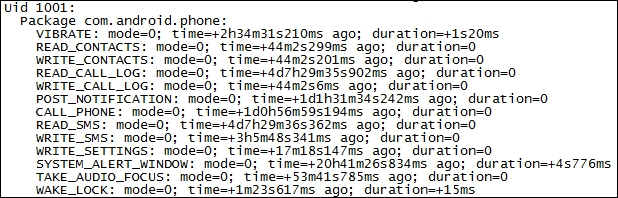 Uid 1001:
Package com.android.phone:
VIBRATE: mode=0; time=+2h34m31s210ms ago; duration=+1s20ms
READ_CONTACTS: mode=0; time=+44m2s299ms ago; duration=0
WRITE_CONTACTS: mode=0; time=+44m2s201ms ago; duration=0
READ_CALL_LOG: mode=0; time=+4d7h29m35s902ms ago; duration=0
WRITE_CALL_LOG: mode=0; time=+44m2s6ms ago; duration=0
POST_NOTIFICATION: mode=0; time=+1d1h31m34s242ms ago; duration=0
CALL_PHONE: mode=0; time=+1d0h56m59s194ms ago; duration=0
READ_SMS: mode=0; time=+4d7h29m36s362ms ago; duration=0
WRITE_SMS: mode=0; time=+3h5m48s341ms ago; duration=0
WRITE_SETTINGS: mode=0; time=+17m18s147ms ago; duration=0
SYSTEM_ALERT_WINDOW: mode=0; time=+20h41m26s834ms ago; duration=+4s776ms
TAKE_AUDIO_FOCUS: mode=0; time=+53m41s785ms ago; duration=0
WAKE_LOCK: mode=0; time=+1m23s617ms ago; duration=+15ms